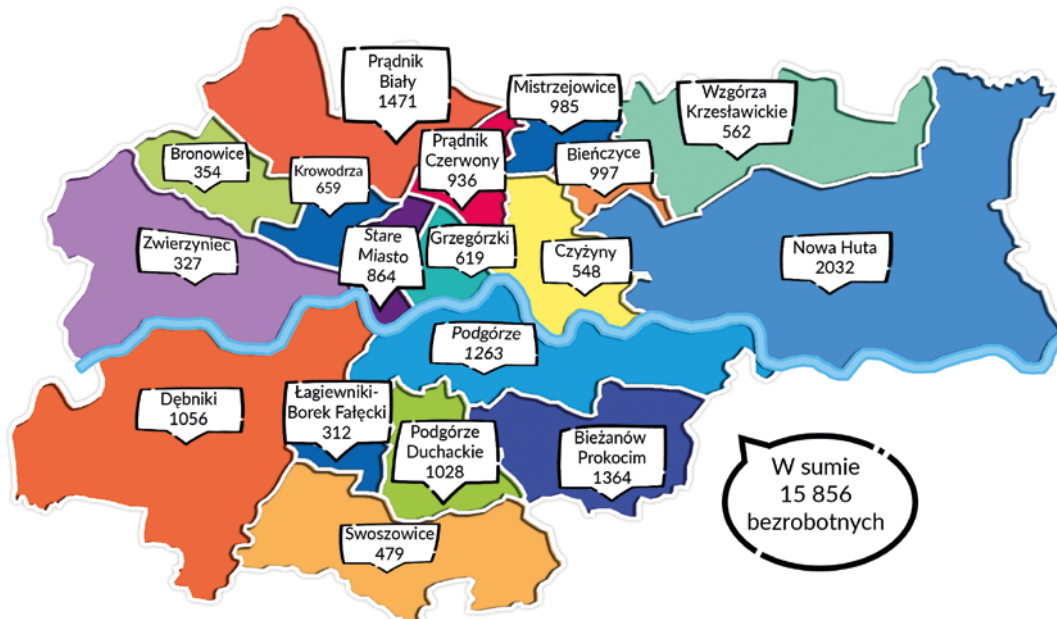 Prądnik
Biały
1471
Mistrzejowice
985
Wzgórza
Krzesławickie
562
Bronowice
354
Krowodrza
659
Prądnik
Czerwony
936
Bieńczyce
997
Zwierzyniec
327
Stare
Miasto
864
Grzegórzki
619
Czyżyny
548
Nowa Huta
2032
Podgórze
1263
Dębniki
1056
Łagiewniki-
Borek Fałęcki
312
Podgórze
Duchackie
1028
Bieżanów
Prokocim
1364
Swoszowice
479
W sumie
15 856
bezrobotnych